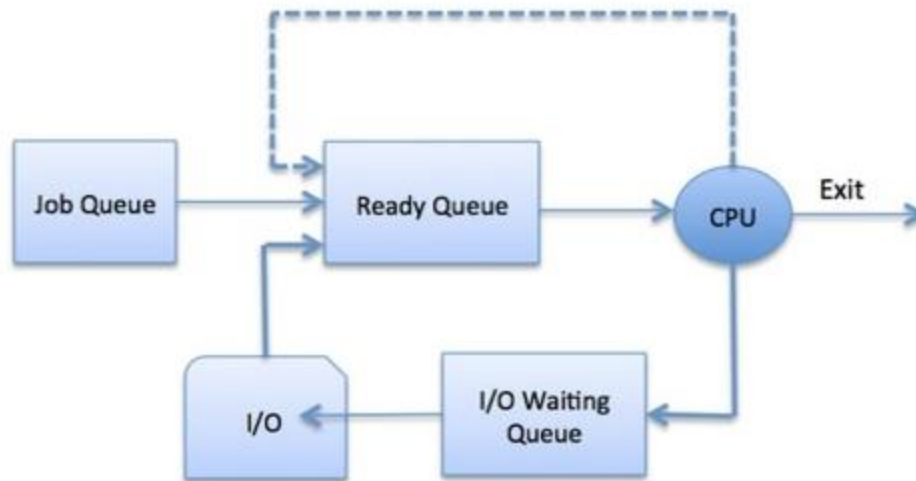 Job Queue
Ready Queue
CPU
Exit
I/O
I/O Waiting
Queue